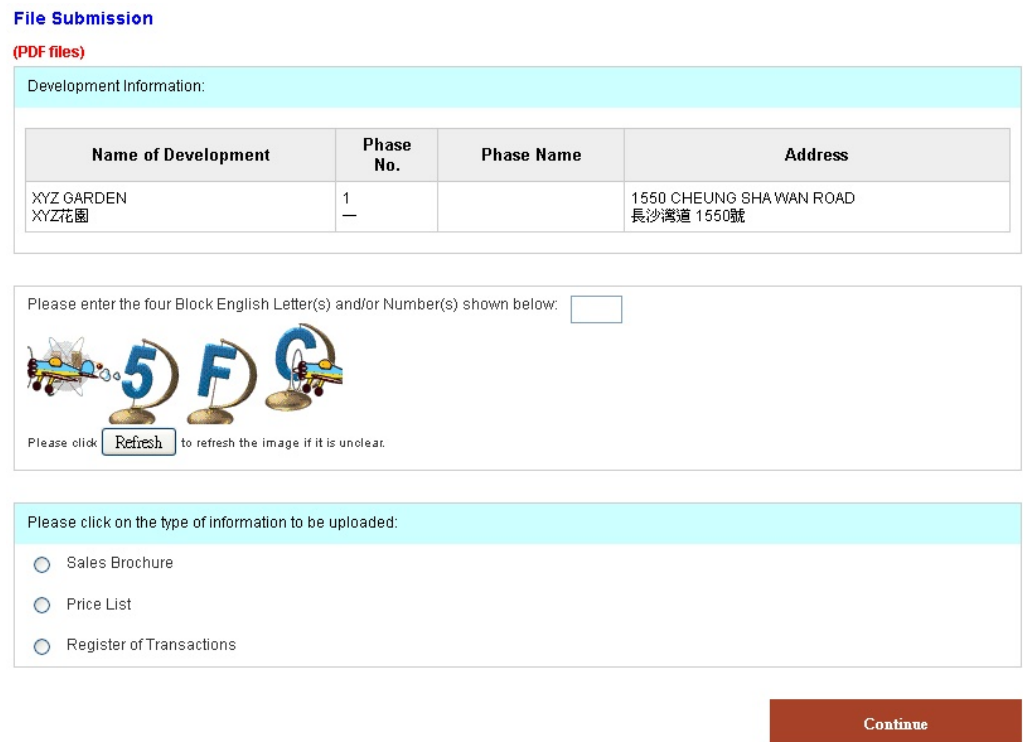 File Submission
(PDF files)
Development Information:
Name of Development
Phase No.
Phase Name
Address
XYZ GARDEN
1
1550 CHEUNG SHA WAN ROAD
XYZ花園
一
長沙灣道 1550號
Please enter the four Block English Letter(s) and/or Number(s) shown below:
5 F
Please click Refresh to refresh the image if it is unclear.
Please click on the type of information to be uploaded:
Sales Brochure
Price List
Register of Transactions
Continue